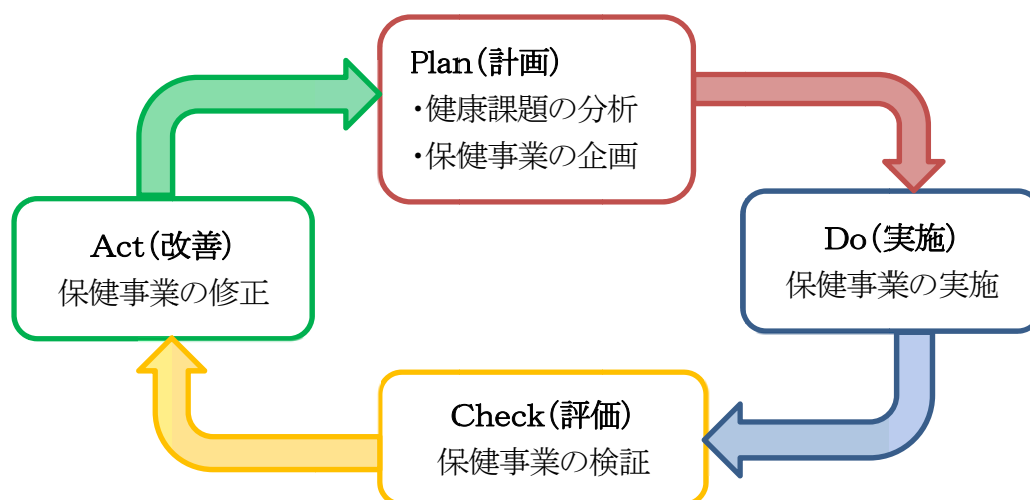 Plan(計画)
・健康課題の分析
・保健事業の企画
Do(実施)
保健事業の実施
Check(評価)
保健事業の検証
Act(改善)
保健事業の修正